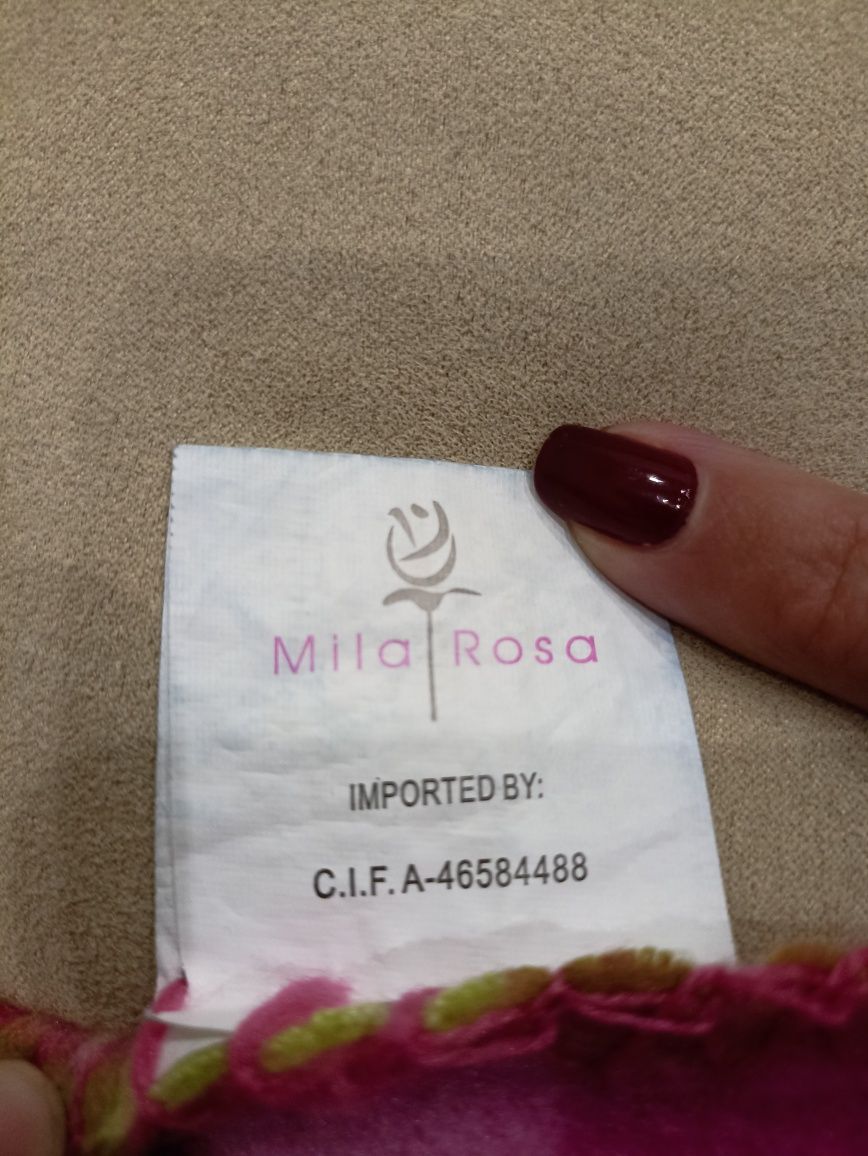 Mila Rosa
IMPORTED BY:
C.I.F. A-46584488